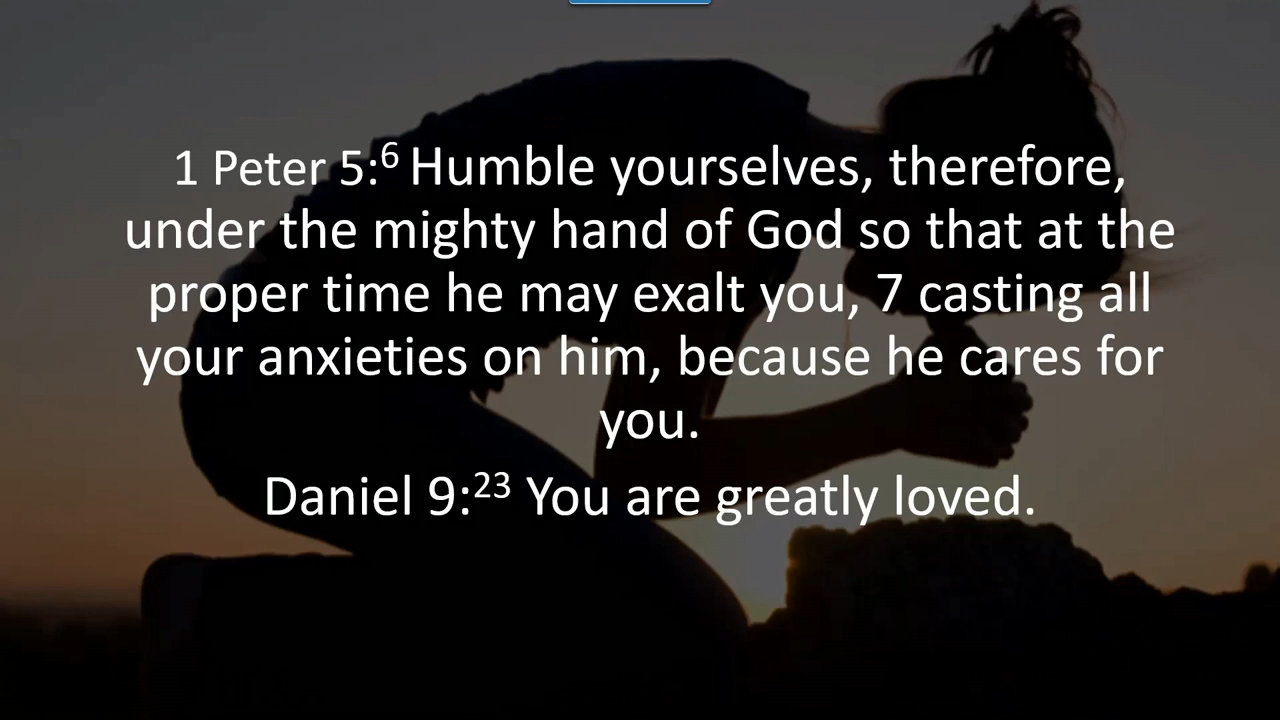 1 Peter 5:6 Humble yourselves, therefore,
under the mighty hand of God so that at the
proper time he may exalt you, 7 casting all
your anxieties on him, because he cares for
you.
Daniel 9:23 You are greatly loved.